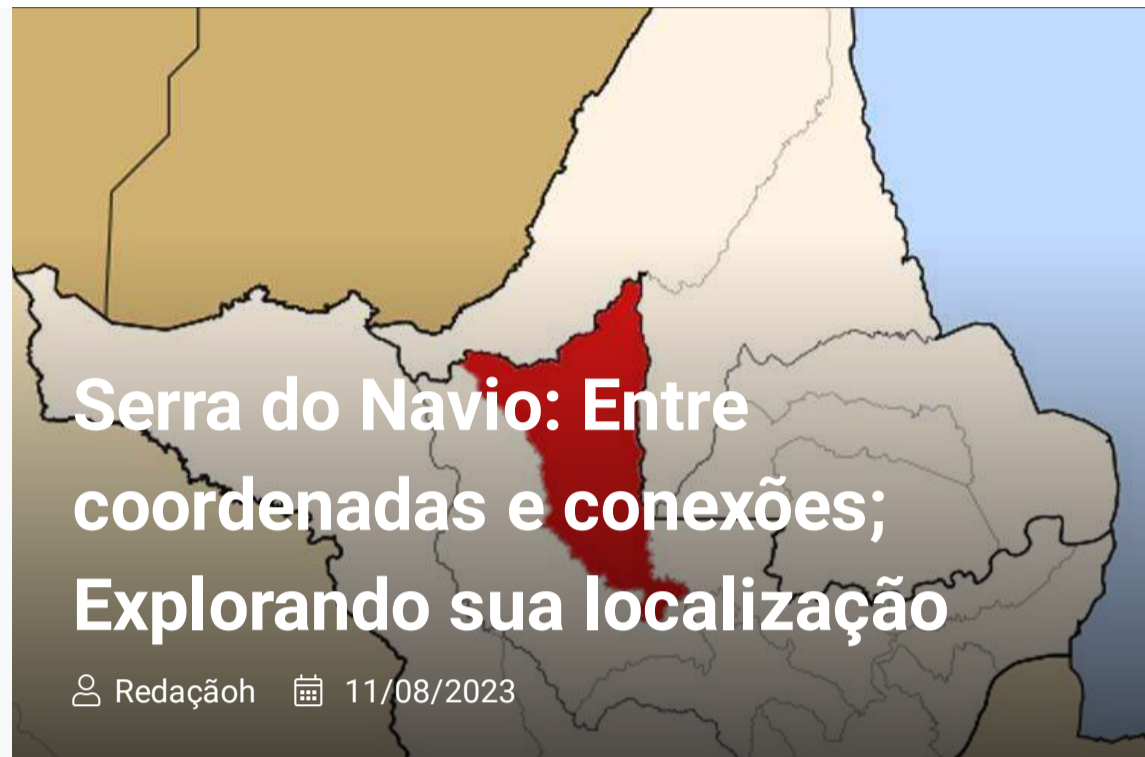 Serra do Navio: Entre
coordenadas e conexões;
Explorando sua localização
Redaçãoh 11/08/2023